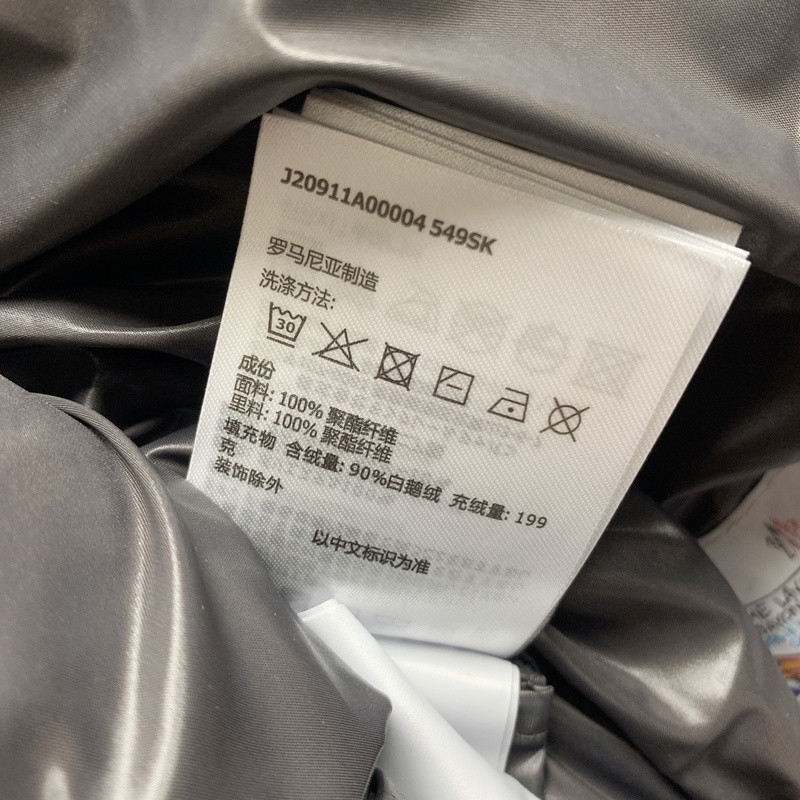 J20911A00004 549SK
罗马尼亚制造
洗涤方法:
30
成份
面料: 100% 聚酯纤维
里料: 100% 聚酯纤维
填充物 含绒量: 90%白鹅绒 充绒量: 199
克
装饰除外
以中文标识为准